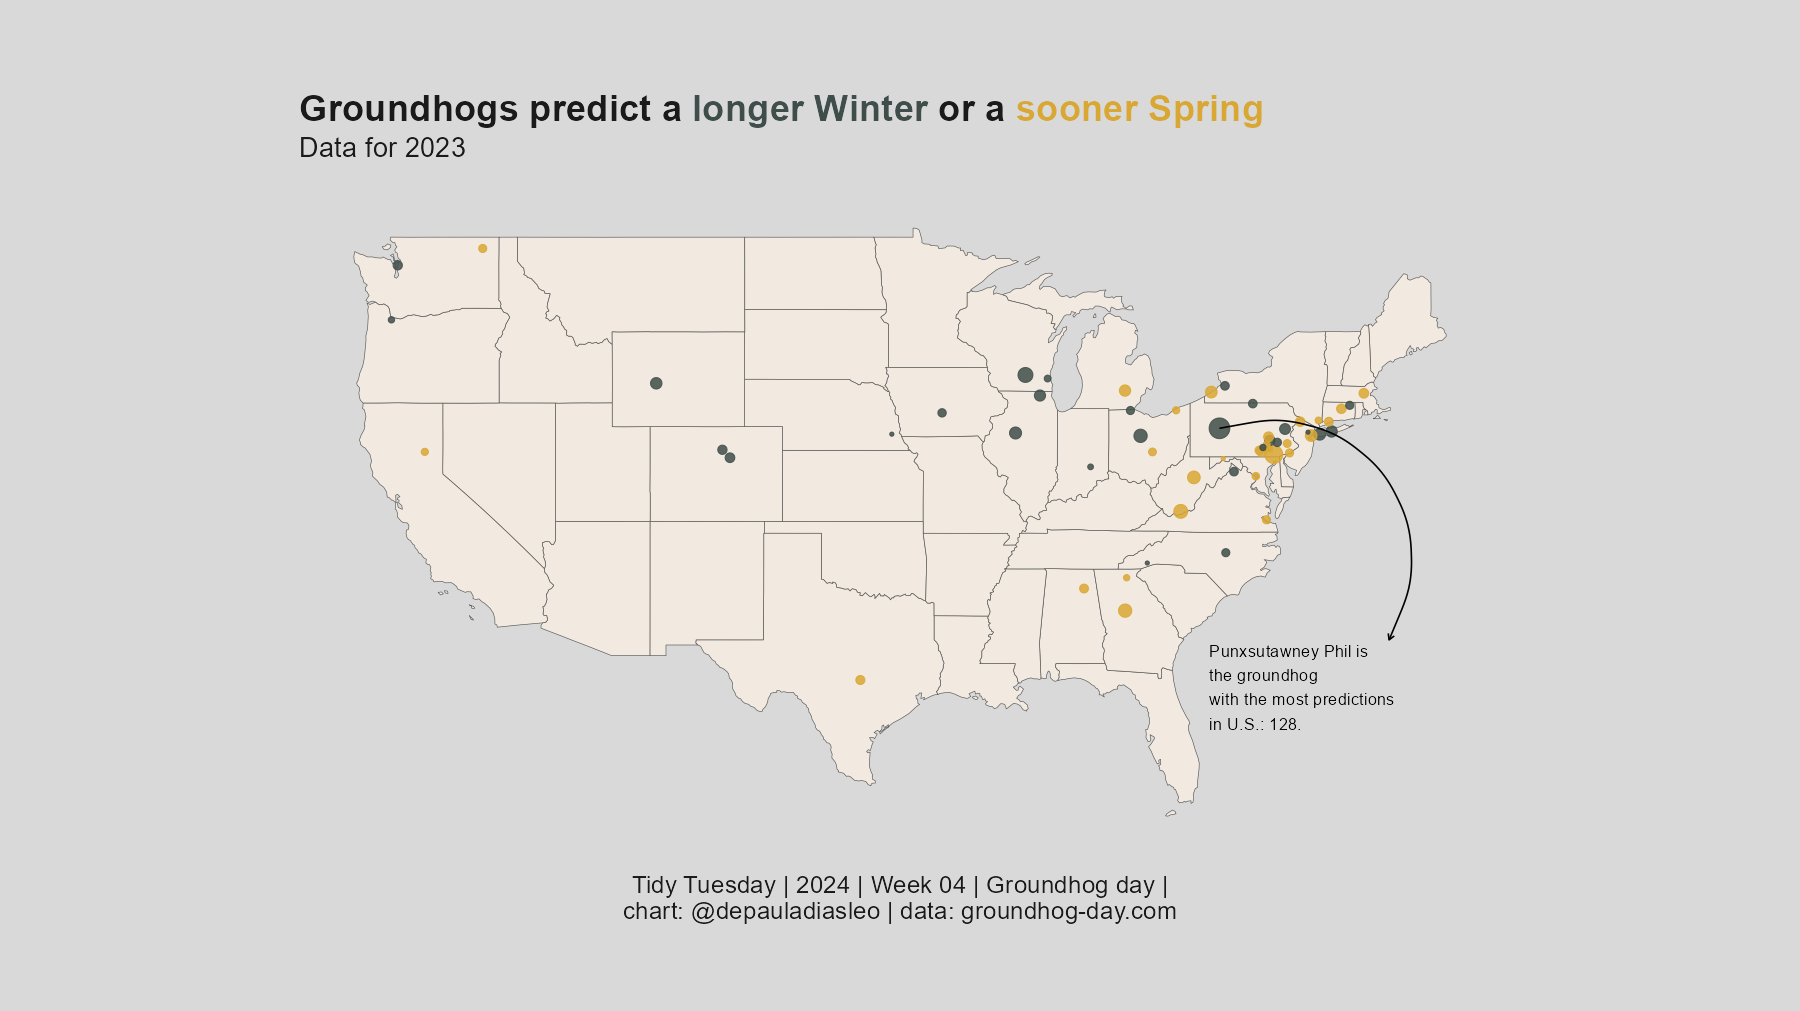 Groundhogs predict a longer Winter or a sooner Spring
Data for 2023
Punxsutawney Phil is
the groundhog
with the most predictions
in U.S.: 128.
Tidy Tuesday | 2024 | Week 04 | Groundhog day |
chart: @depauladiasleo | data: groundhog-day.com